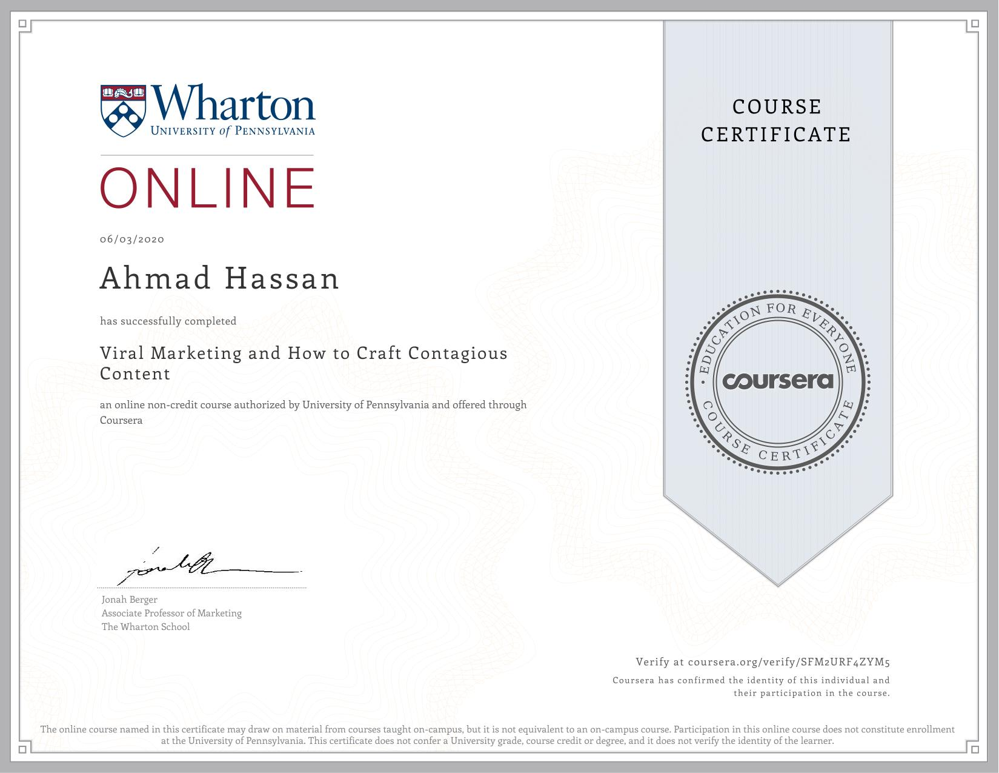 Wharton
UNIVERSITY of PENNSYLVANIA
ONLINE
06/03/2020
Ahmad Hassan
has successfully completed
Viral Marketing and How to Craft Contagious
Content
an online non-credit course authorized by University of Pennsylvania and offered through
Coursera
Jonah Berger
Associate Professor of Marketing
The Wharton School
COURSE
CERTIFICATE
• EDUCATION FOR EVERYONE
coursera
COURSE CERTIFICATE
Verify at coursera.org/verify/SFM2URF4ZYM5
Coursera has confirmed the identity of this individual and
their participation in the course.
The online course named in this certificate may draw on material from courses taught on-campus, but it is not equivalent to an on-campus course. Participation in this online course does not constitute enrollment
at the University of Pennsylvania. This certificate does not confer a University grade, course credit or degree, and it does not verify the identity of the learner.